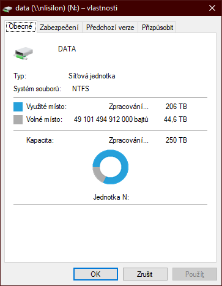 data (\\nlisilon) (N:) – vlastnosti
Obecné Zabezpečení Předchozí verze Přizpůsobit
DATA
Typ: Síťová jednotka
Systém souborů: NTFS
Využité místo: Zpracování... 206 TB
Volné místo: 49 101 494 912 000 bajtů 44,6 TB
Kapacita: Zpracování... 250 TB
Jednotka N:
OK Zrušit Použít